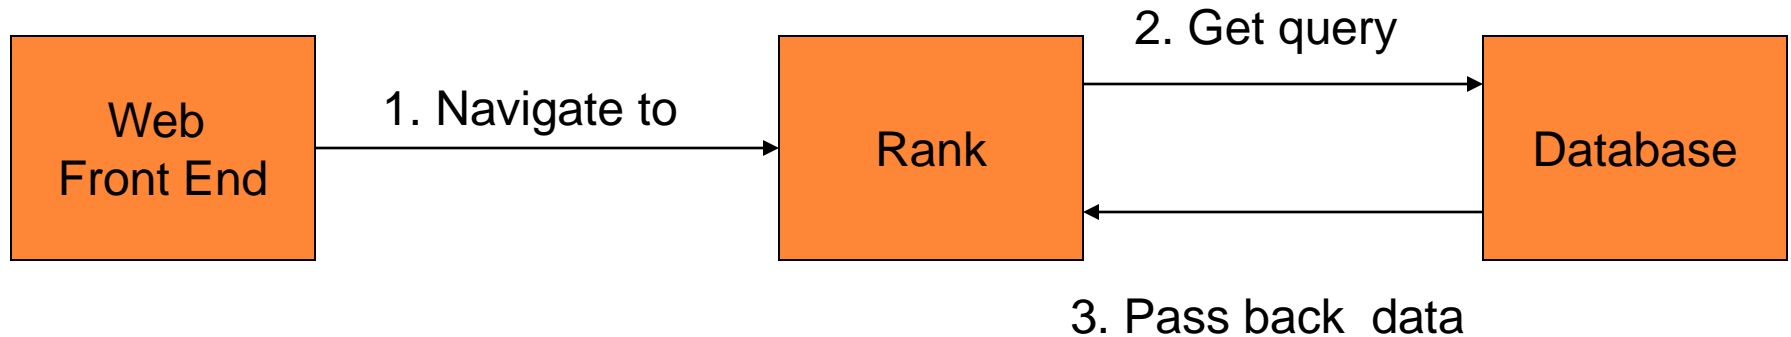 Web
Front End
1. Navigate to
Rank
2. Get query
Database
3. Pass back  data